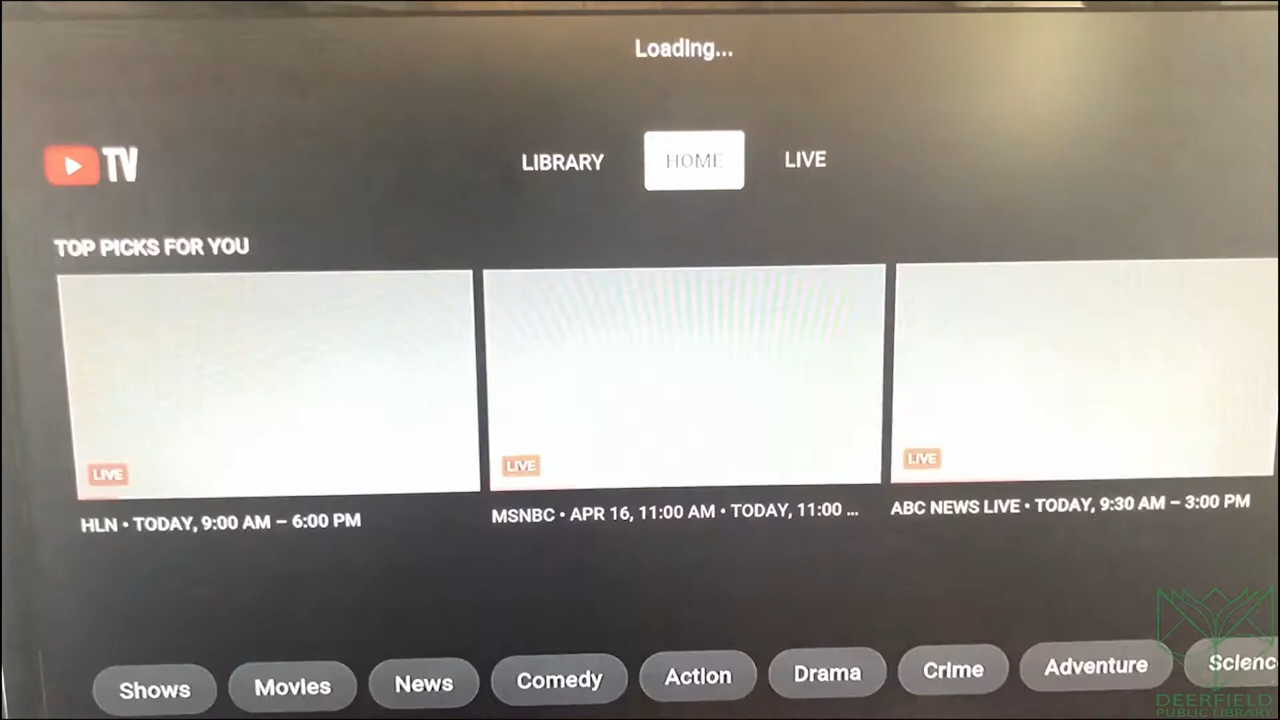 Loading...
TV
LIBRARY HOME LIVE
TOP PICKS FOR YOU
LIVE LIVE LIVE
HLN • TODAY, 9:00 AM – 6:00 PM
MSNBC • APR 16, 11:00 AM • TODAY, 11:00 ...
ABC NEWS LIVE • TODAY, 9:30 AM – 3:00 PM
Shows Movies News Comedy Action Drama Crime Adventure Scienc
DEERFIELD
PUBLIC LIBRARY